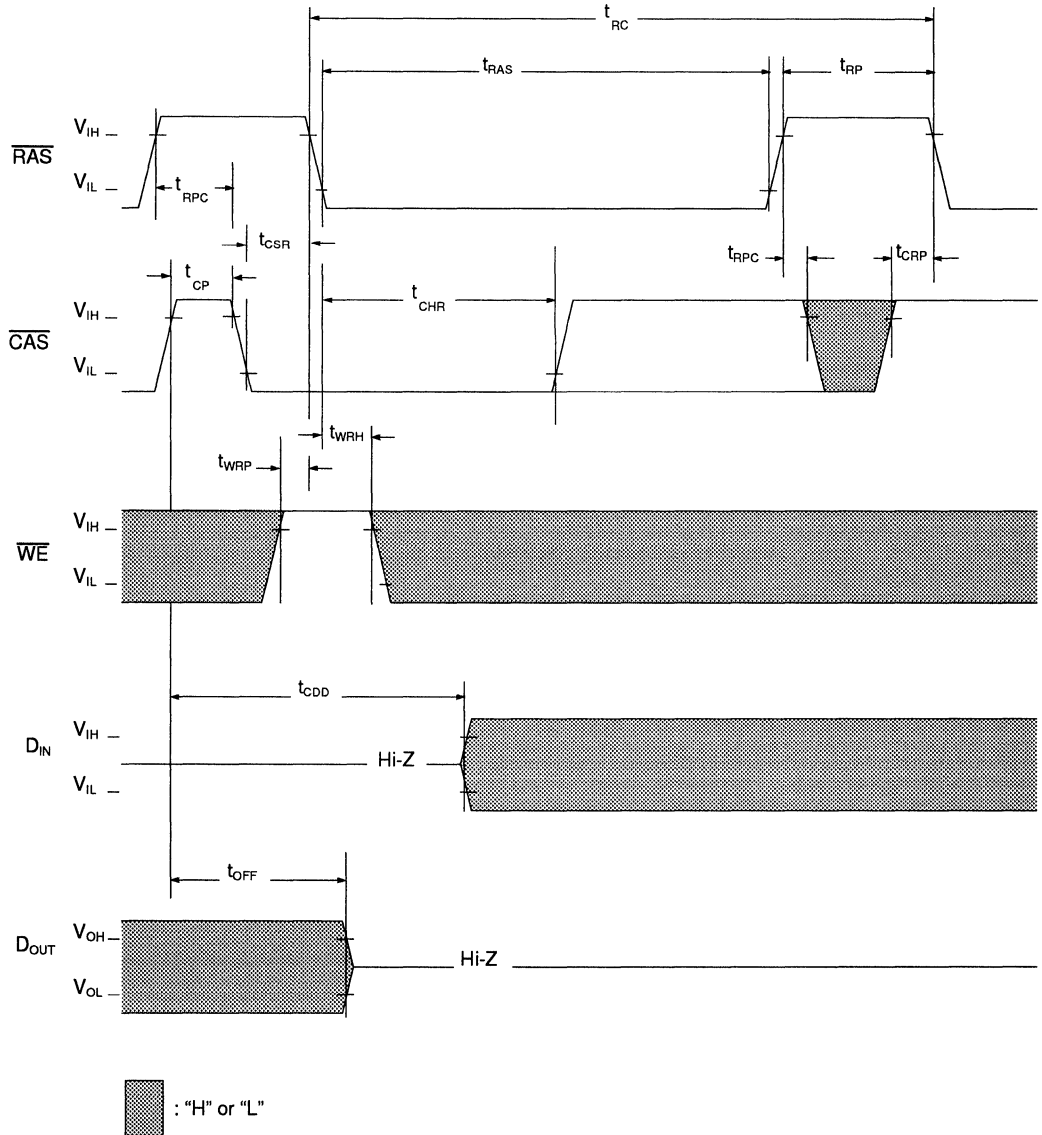 tRC
tRAS
tRP
VIH
RAS
VIL
tRPC
tCSR
tRPC
tCRP
tCP
tCHR
VIH
CAS
VIL
tWRH
tWRP
VIH
WE
VIL
tCDD
VIH
DIN
Hi-Z
VIL
tOFF
VOH
DOUT
Hi-Z
VOL
: “H” or “L”